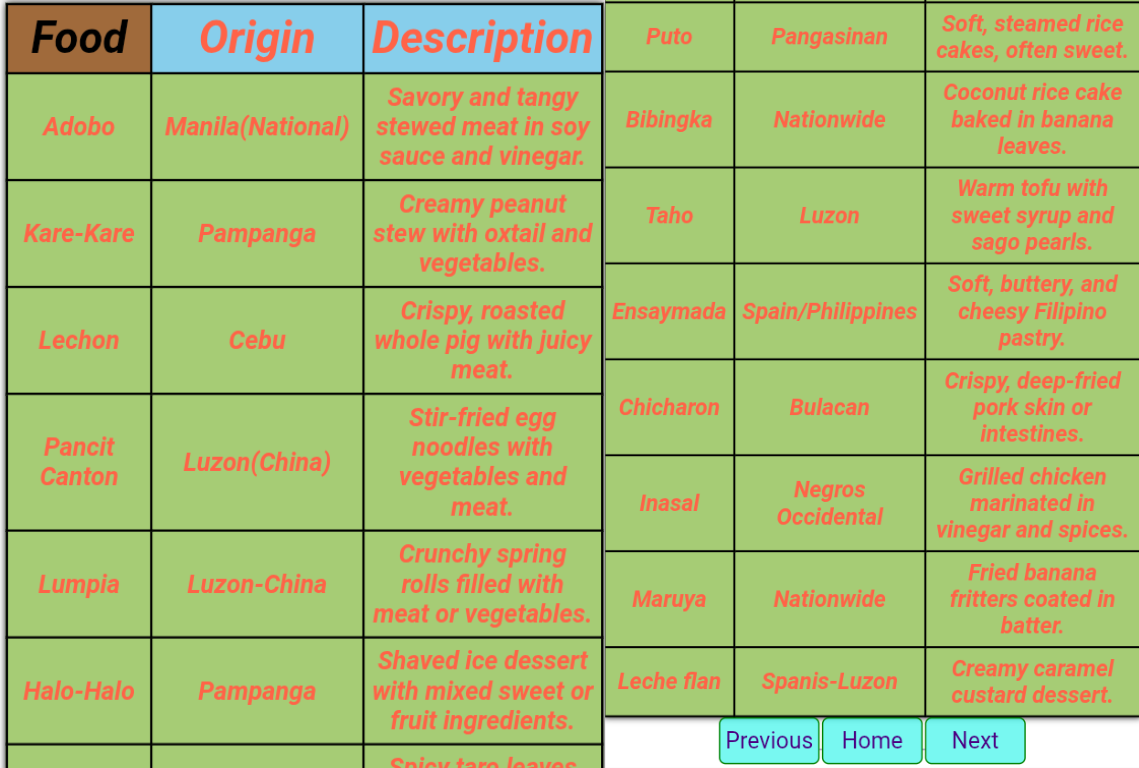 Food Origin Description
Adobo Manila(National) Savory and tangy
stewed meat in soy
sauce and vinegar.
Kare-Kare Pampanga Creamy peanut
stew with oxtail and
vegetables.
Lechon Cebu Crispy, roasted
whole pig with juicy
meat.
Pancit
Canton Luzon(China) Stir-fried egg
noodles with
vegetables and
meat.
Lumpia Luzon-China Crunchy spring
rolls filled with
meat or vegetables.
Halo-Halo Pampanga Shaved ice dessert
with mixed sweet or
fruit ingredients.
Spicy taro leaves
Puto Pangasinan Soft, steamed rice
cakes, often sweet.
Bibingka Nationwide Coconut rice cake
baked in banana
leaves.
Taho Luzon Warm tofu with
sweet syrup and
sago pearls.
Ensaymada Spain/Philippines Soft, buttery, and
cheesy Filipino
pastry.
Chicharon Bulacan Crispy, deep-fried
pork skin or
intestines.
Inasal Negros
Occidental Grilled chicken
marinated in
vinegar and spices.
Maruya Nationwide Fried banana
fritters coated in
batter.
Leche flan Spanis-Luzon Creamy caramel
custard dessert.
Previous Home Next